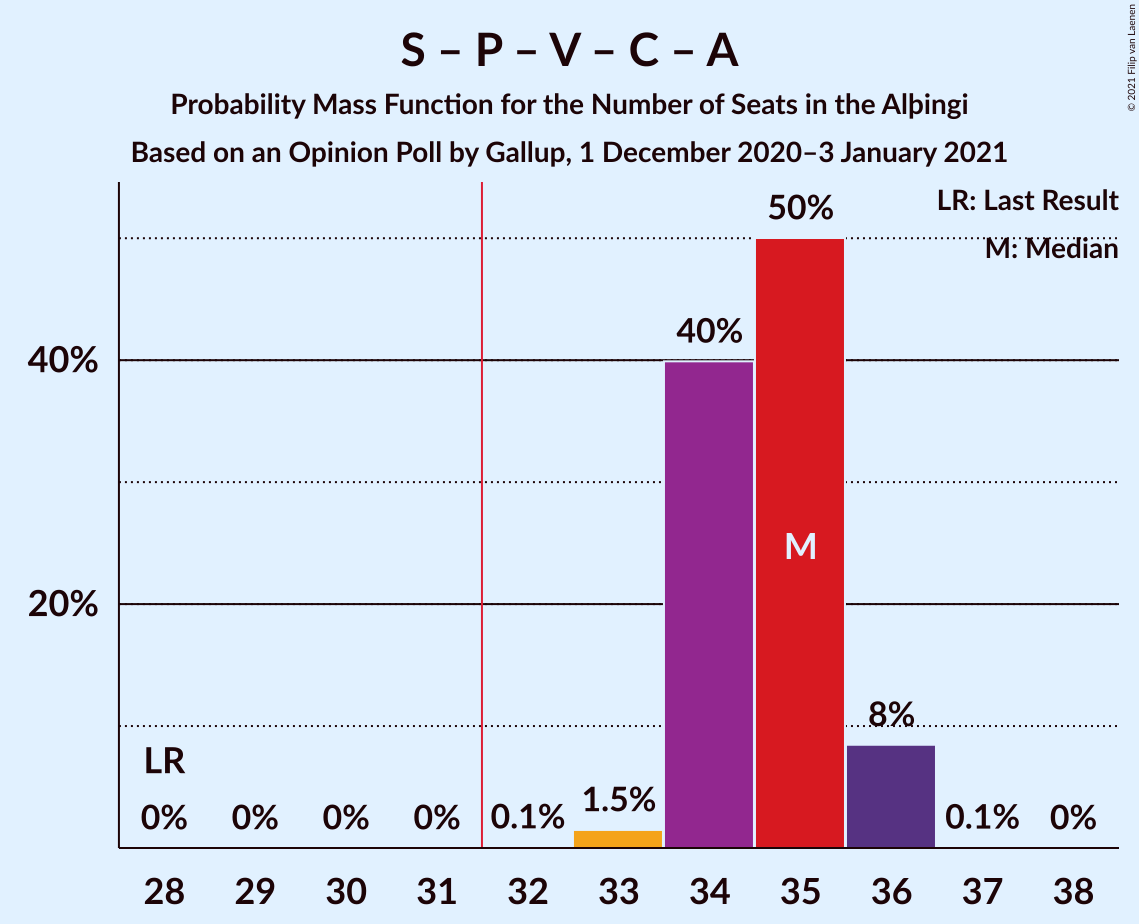 S – P – V – C – A
Probability Mass Function for the Number of Seats in the Alþingi
Based on an Opinion Poll by Gallup, 1 December 2020–3 January 2021
© 2021 Filip van Laenen
LR: Last Result
M: Median
50%
40%
40%
M
20%
8%
LR
0% 0% 0% 0% 0.1% 1.5% 0.1% 0%
28 29 30 31 32 33 34 35 36 37 38